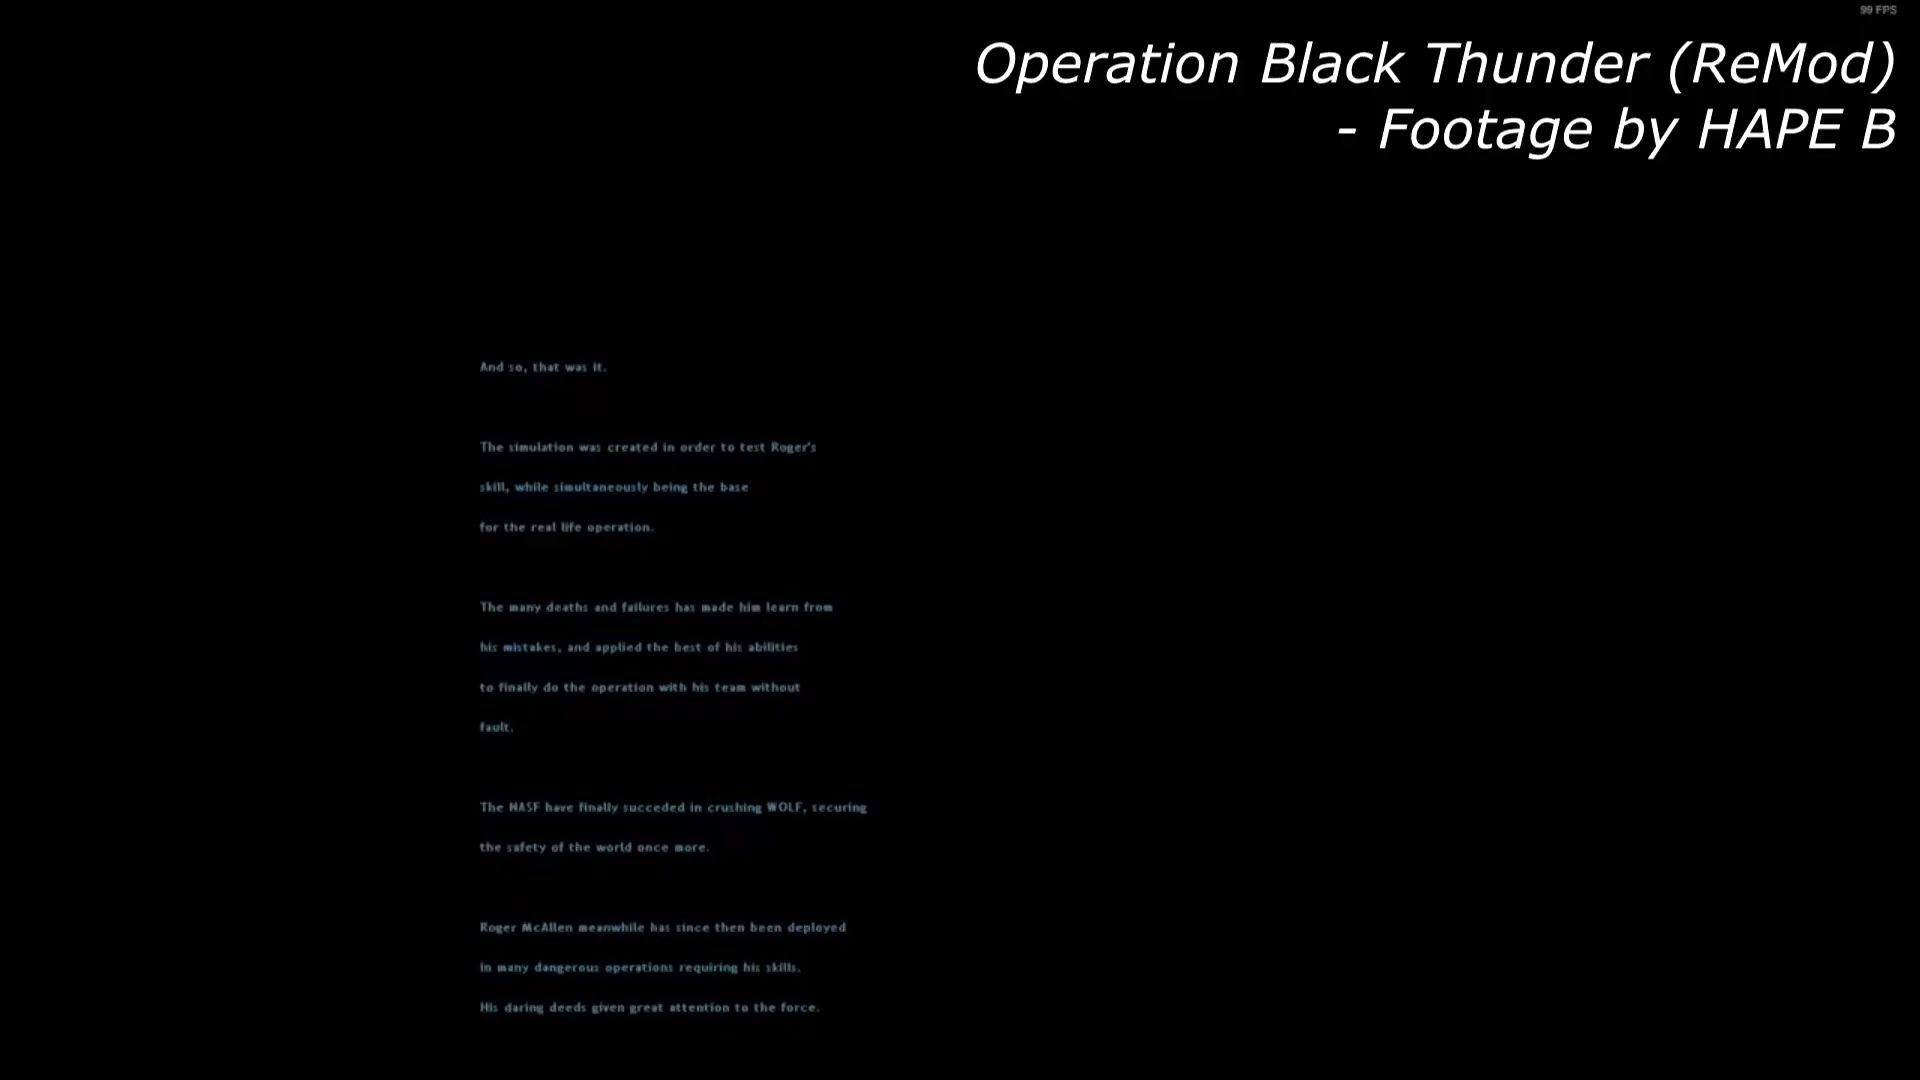 99 FPS
Operation Black Thunder (ReMod)
- Footage by HAPE B
And so, that was it.
The simulation was created in order to test Roger's
skill, while simultaneously being the base
for the real life operation.
The many deaths and failures has made him learn from
his mistakes, and applied the best of his abilities
to finally do the operation with his team without
fault.
The NASF have finally succeded in crushing WOLF, securing
the safety of the world once more.
Roger McAllen meanwhile has since then been deployed
in many dangerous operations requiring his skills.
His daring deeds given great attention to the force.